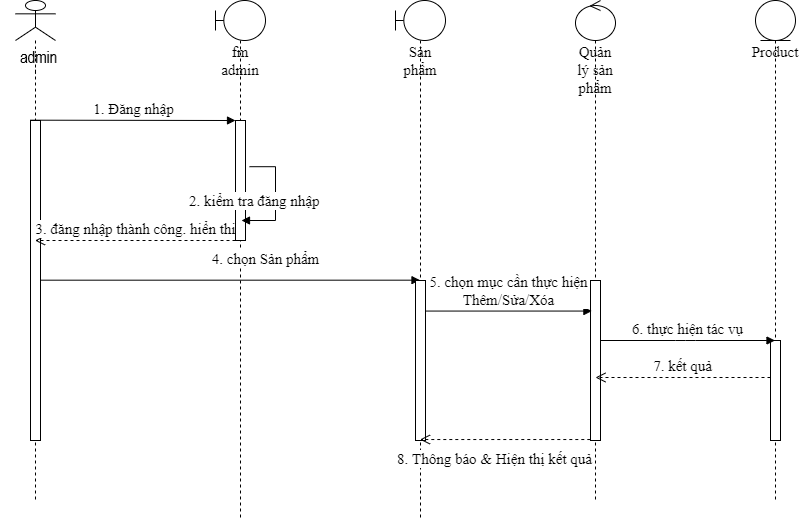 admin
fm
admin
Sản
phẩm
Quản
lý sản
phẩm
Product
1. Đăng nhập
2. kiểm tra đăng nhập
3. đăng nhập thành công. hiển thi
4. chọn Sản phẩm
5. chọn mục cần thực hiện
Thêm/Sửa/Xóa
6. thực hiện tác vụ
7. kết quả
8. Thông báo & Hiện thị kết quả